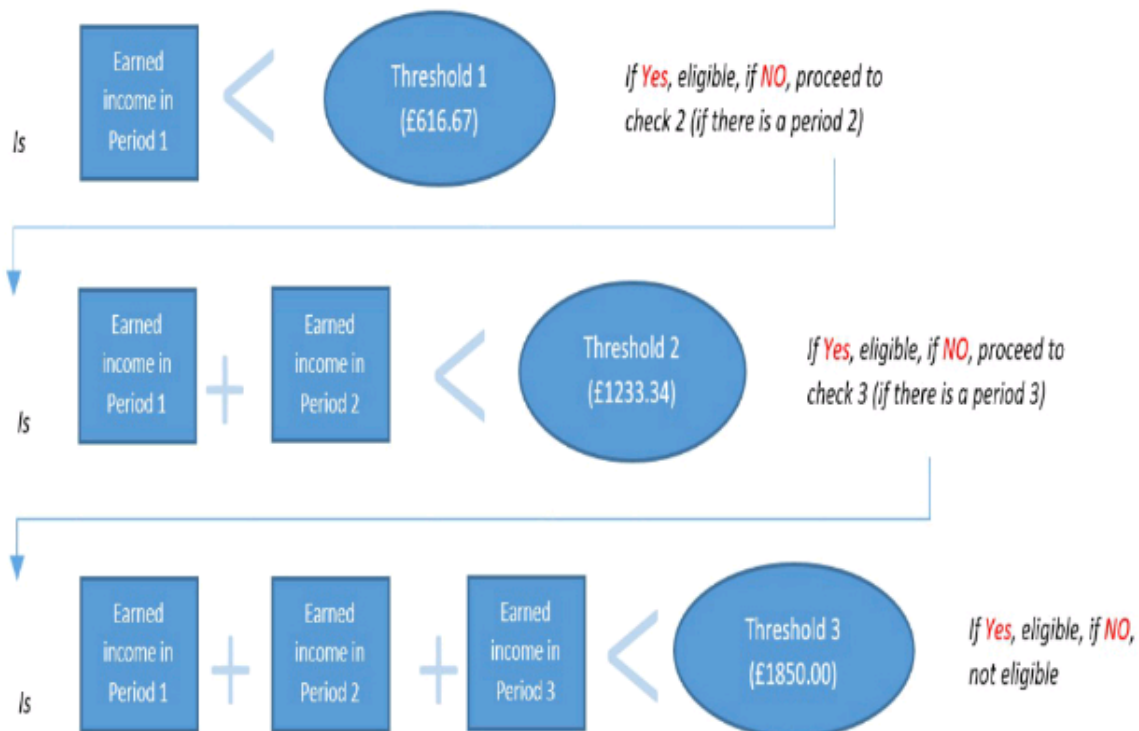 Is
Earned
income in
Period 1
<
Threshold 1
(£616.67)
If Yes, eligible, if NO, proceed to
check 2 (if there is a period 2)
Is
Earned
income in
Period 1
+
Earned
income in
Period 2
<
Threshold 2
(£1233.34)
If Yes, eligible, if NO, proceed to
check 3 (if there is a period 3)
Is
Earned
income in
Period 1
+
Earned
income in
Period 2
+
Earned
income in
Period 3
<
Threshold 3
(£1850.00)
If Yes, eligible, if NO,
not eligible